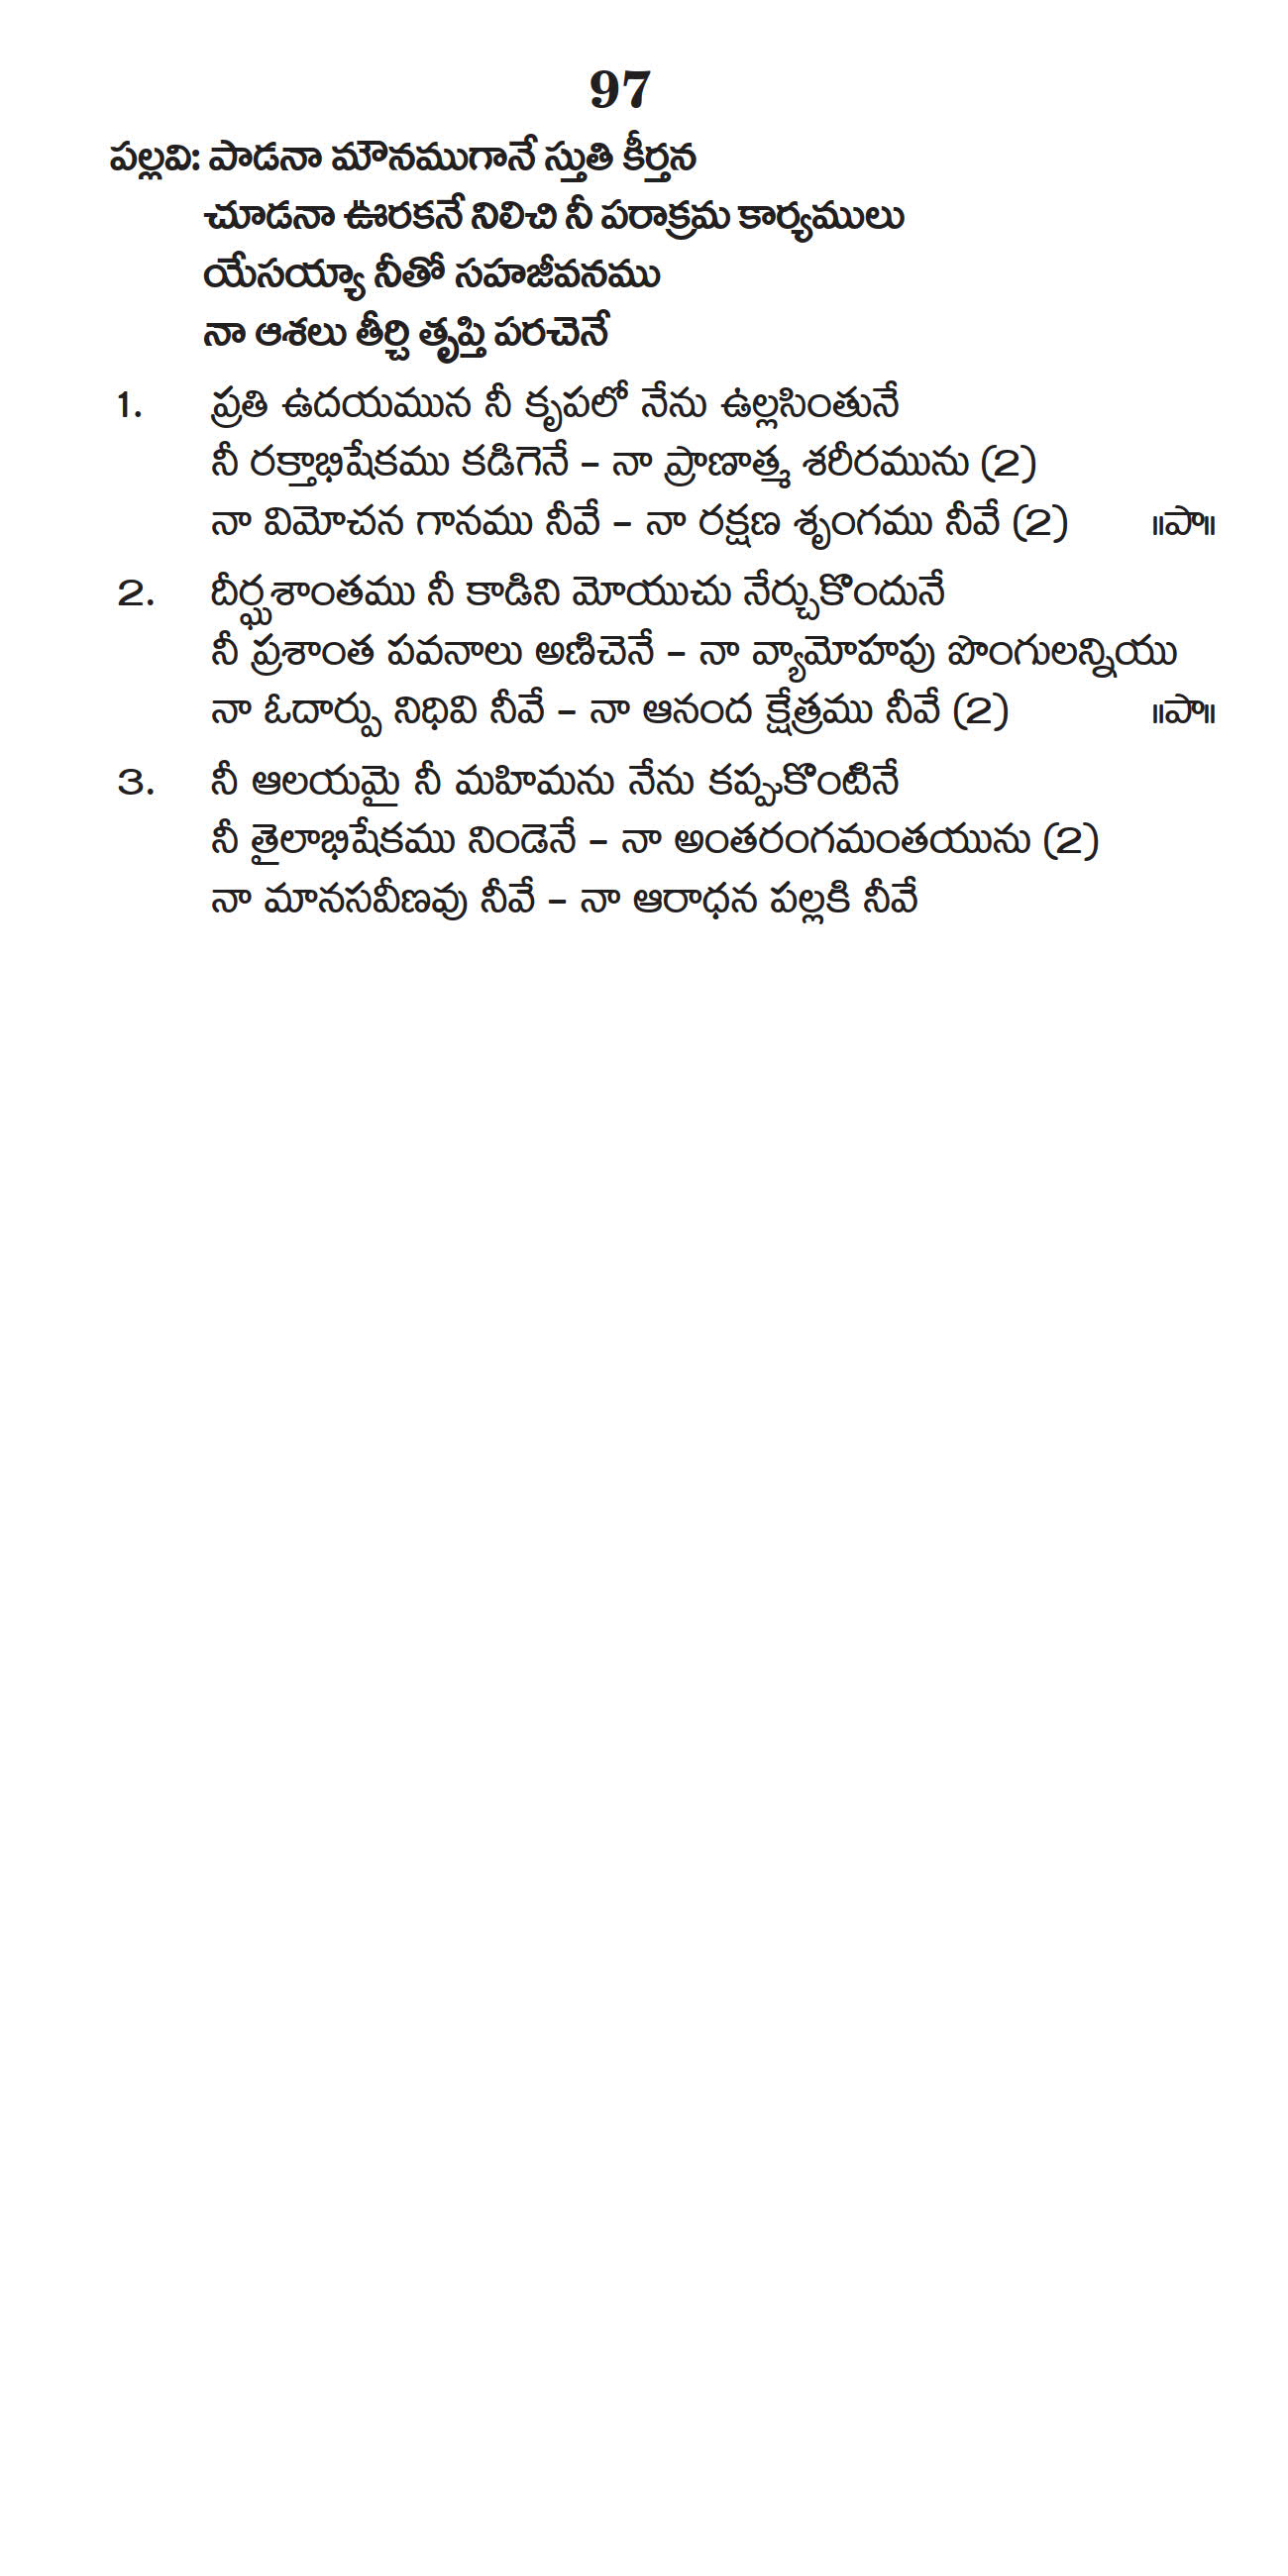 97
పల్లవి: పాడనా మౌనముగానే స్తుతి కీర్తన
చూడనా ఊరకనే నిలిచి నీ పరాక్రమ కార్యములు
యేసయ్యా నీతో సహజీవనము
నా ఆశలు తీర్చి తృప్తి పరచెనే
1. ప్రతి ఉదయమున నీ కృపలో నేను ఉల్లసింతునే
నీ రక్తాభిషేకము కడిగెనే – నా ప్రాణాత్మ శరీరమును (2)
నా విమోచన గానము నీవే – నా రక్షణ శృంగము నీవే (2) ॥పా॥
2. దీర్ఘశాంతము నీ కాడిని మోయుచు నేర్చుకొందునే
నీ ప్రశాంత పవనాలు అణిచెనే – నా వ్యామోహపు పొంగులన్నియు
నా ఓదార్పు నిధివి నీవే – నా ఆనంద క్షేత్రము నీవే (2) ॥పా॥
3. నీ ఆలయమై నీ మహిమను నేను కప్పుకొంటినే
నీ తైలాభిషేకము నిండెనే – నా అంతరంగమంతయును (2)
నా మానసవీణవు నీవే – నా ఆరాధన పల్లకి నీవే